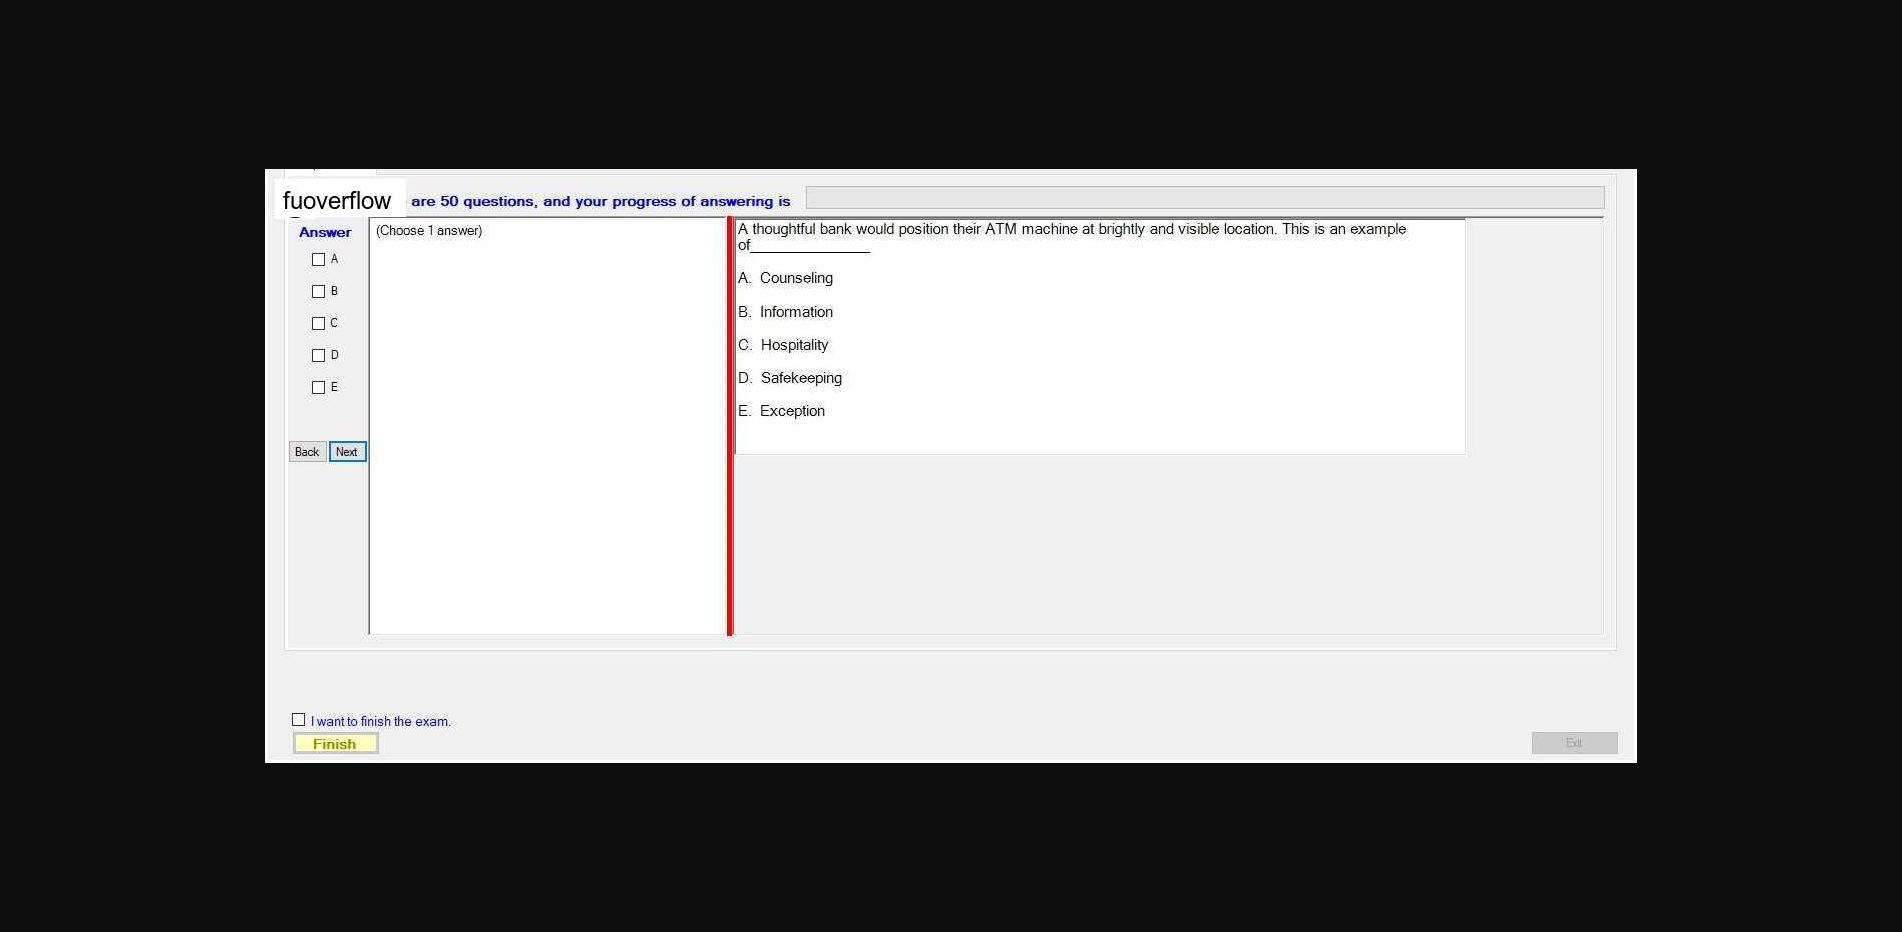 fuoverflow are 50 questions, and your progress of answering is
Answer
(Choose 1 answer)
A
B
C
D
E
Back Next
A thoughtful bank would position their ATM machine at brightly and visible location. This is an example
of_______________
A. Counseling
B. Information
C. Hospitality
D. Safekeeping
E. Exception
I want to finish the exam.
Finish
Exit